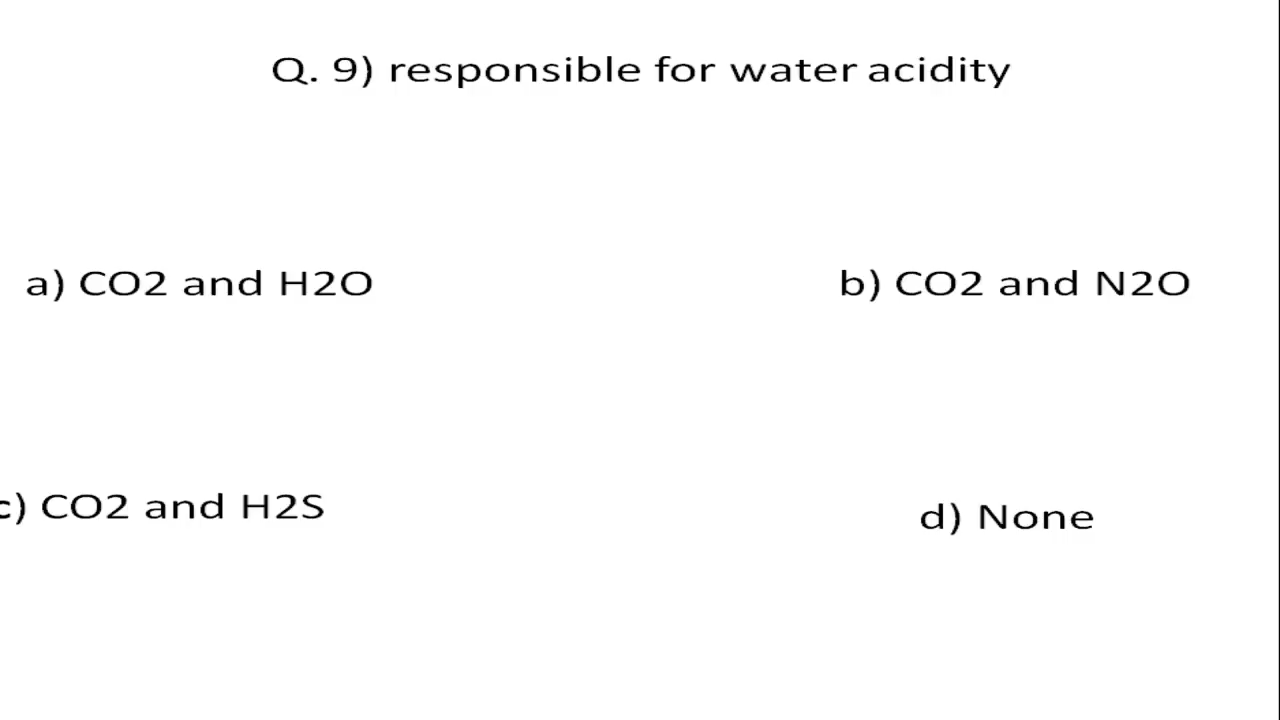 Q. 9) responsible for water acidity
a) CO2 and H2O
b) CO2 and N2O
c) CO2 and H2S
d) None